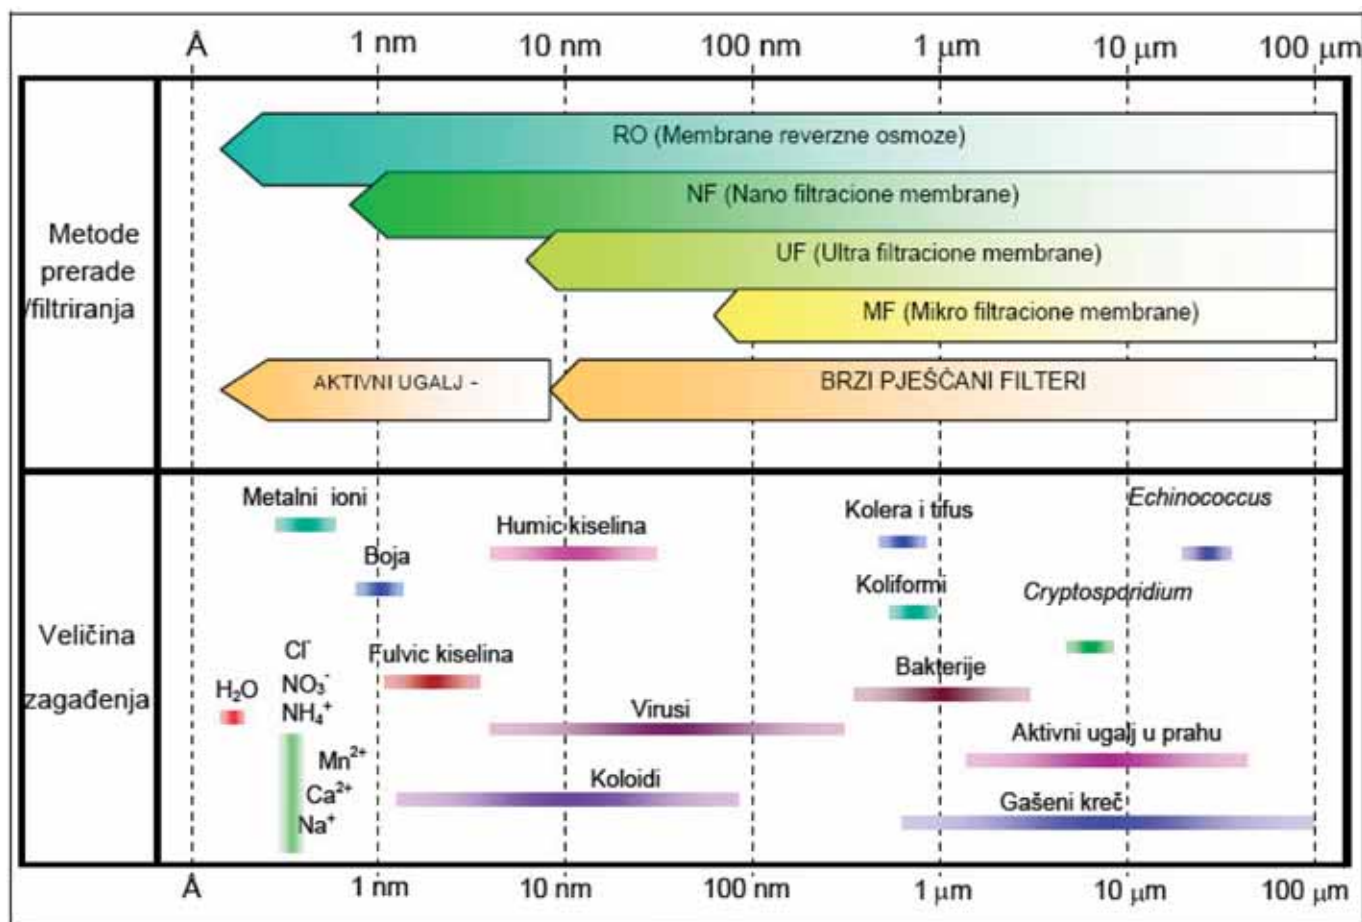 Å 1 nm 10 nm 100 nm 1 µm 10 µm 100 µm
RO (Membrane reverzne osmoze)
NF (Nano filtracione membrane)
UF (Ultra filtracione membrane)
MF (Mikro filtracione membrane)
Metode
prerade
/filtriranja
AKTIVNI UGALJ -
BRZI PJEŠČANI FILTERI
Metalni ioni
Humic kiselina
Kolera i tifus
Echinococcus
Boja
Koliformi
Cryptosporidium
Veličina
zagađenja
Cl⁻
Fulvic kiselina
Bakterije
H₂O
NO₃⁻
NH₄⁺
Virusi
Aktivni ugalj u prahu
Mn²⁺
Koloidi
Ca²⁺
Gašeni kreč
Na⁺
Å 1 nm 10 nm 100 nm 1 µm 10 µm 100 µm